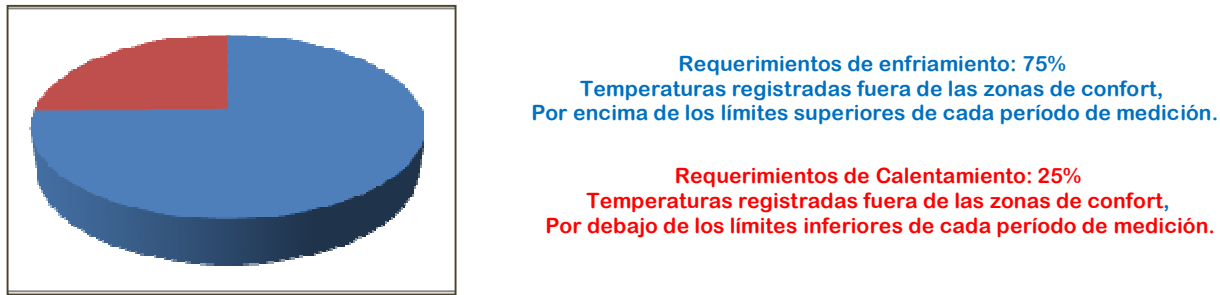 Requerimientos de enfriamiento: 75%
Temperaturas registradas fuera de las zonas de confort,
Por encima de los límites superiores de cada período de medición.
Requerimientos de Calentamiento: 25%
Temperaturas registradas fuera de las zonas de confort,
Por debajo de los límites inferiores de cada período de medición.